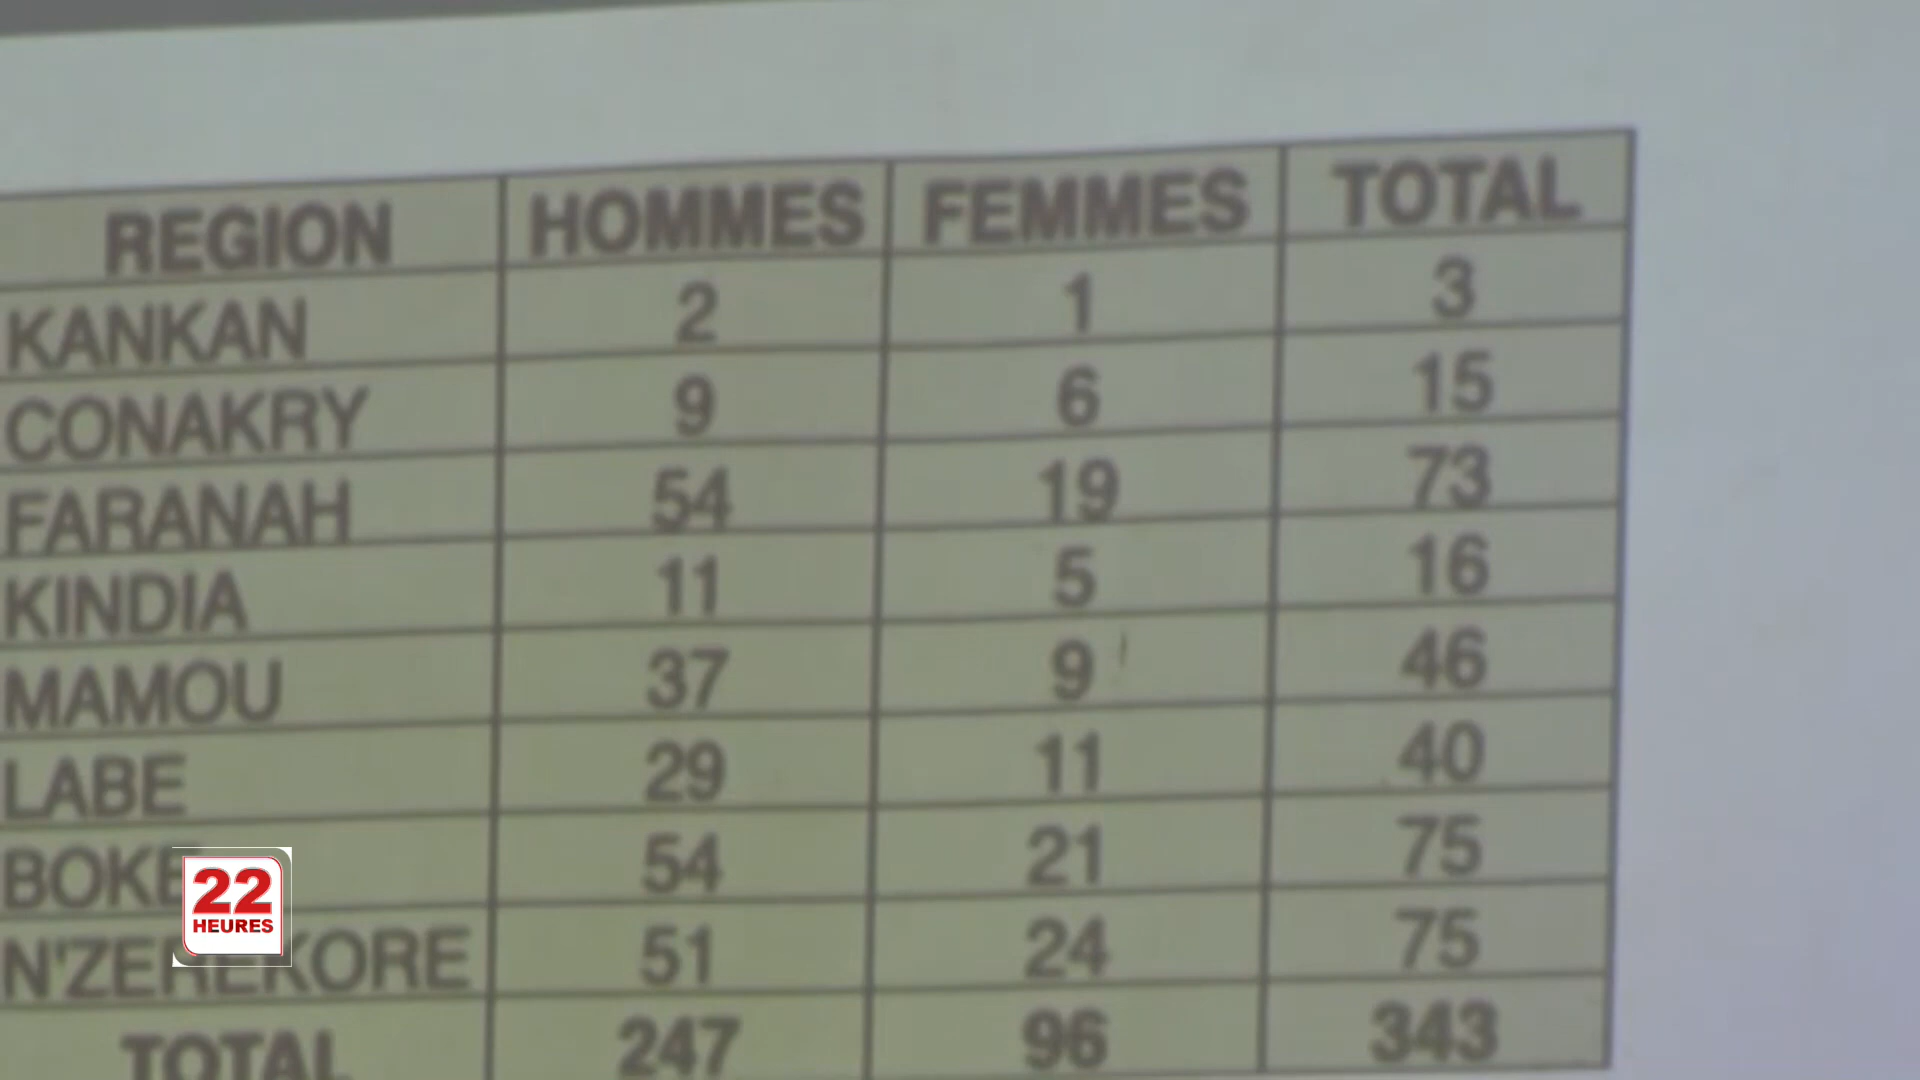 REGION HOMMES FEMMES TOTAL
KANKAN 2 1 3
CONAKRY 9 6 15
FARANAH 54 19 73
KINDIA 11 5 16
MAMOU 37 9 46
LABE 29 11 40
BOKE 54 21 75
N'ZEREKORE 51 24 75
TOTAL 247 96 343
22
HEURES